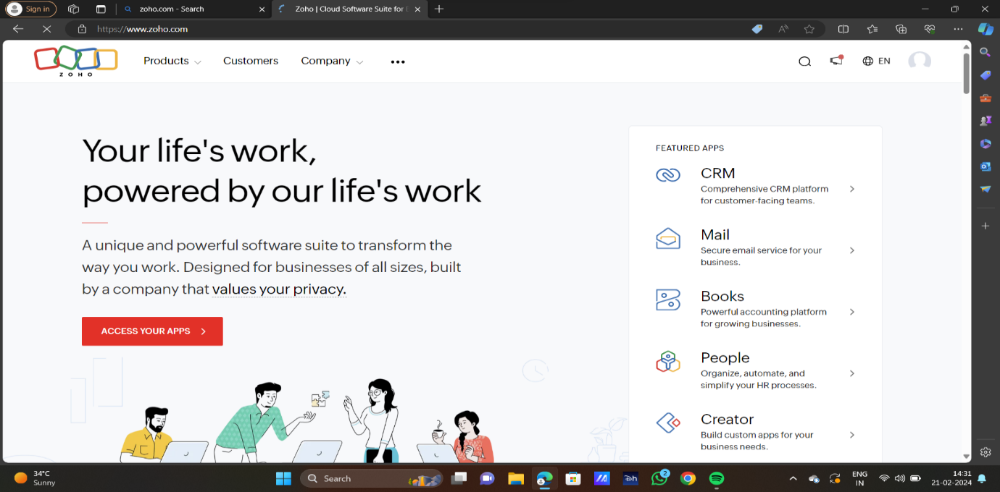 Sign in
zoho.com - Search
Zoho | Cloud Software Suite for
https://www.zoho.com
ZOHO
Products
Customers
Company
EN
Your life's work,
powered by our life's work
A unique and powerful software suite to transform the
way you work. Designed for businesses of all sizes, built
by a company that values your privacy.
ACCESS YOUR APPS
FEATURED APPS
CRM
Comprehensive CRM platform
for customer-facing teams.
Mail
Secure email service for your
business.
Books
Powerful accounting platform
for growing businesses.
People
Organize, automate, and
simplify your HR processes.
Creator
Build custom apps for your
business needs.
34°C
Sunny
Search
2
ENG
IN
14:31
21-02-2024